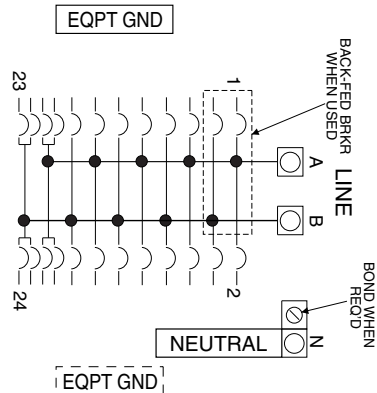 EQPT GND
23
1
BACK-FED BRKR
WHEN USED
A
LINE
B
24
2
BOND WHEN
REQ'D
NEUTRAL
N
EQPT GND